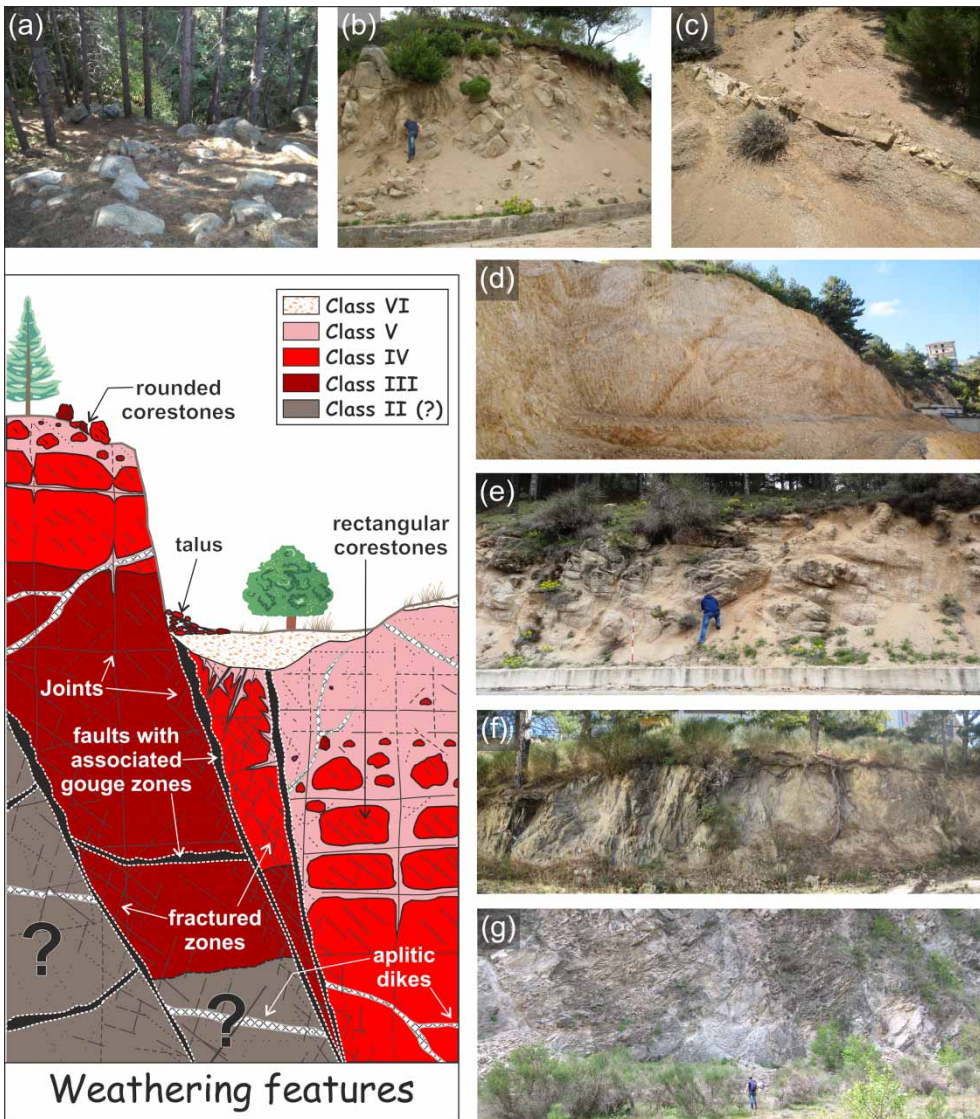 (a)
(b)
(c)
Class VI
Class V
Class IV
Class III
Class II (?)
rounded
corestones
talus
rectangular
corestones
Joints
faults with
associated
gouge zones
fractured
zones
aplitic
dikes
?
?
Weathering features
(d)
(e)
(f)
(g)